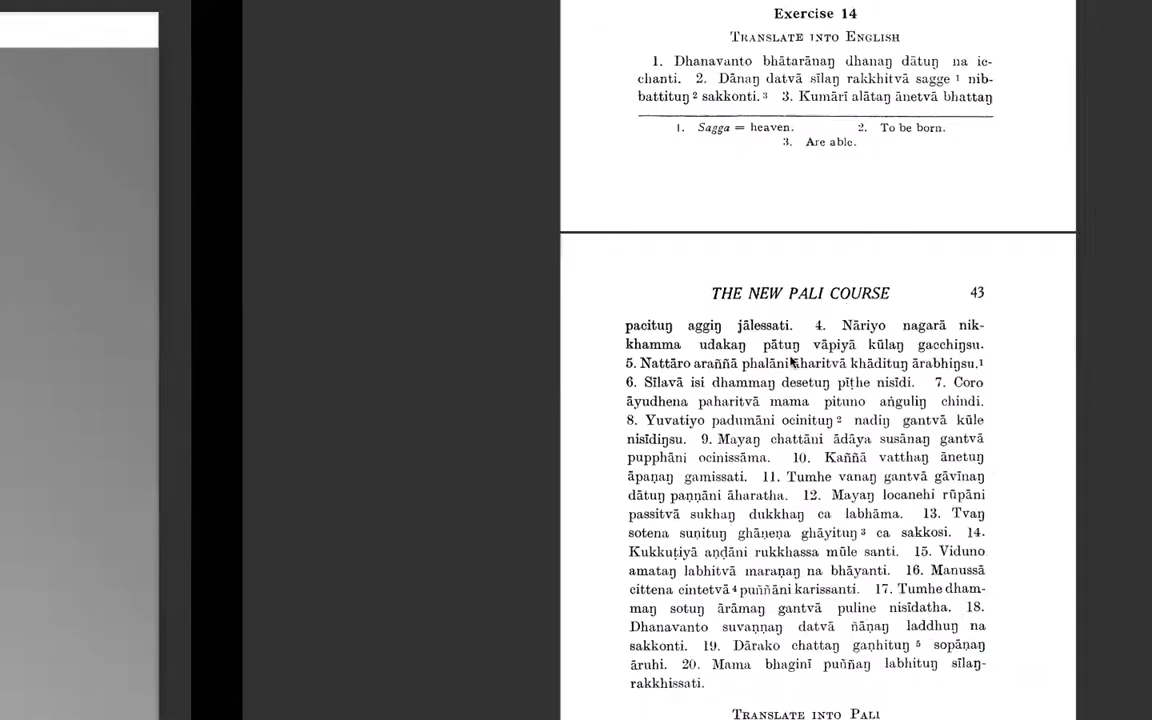 Exercise 14
TRANSLATE INTO ENGLISH
1. Dhanavanto bhātarānaŋ dhanaŋ dātuŋ na ic-
chanti. 2. Dānaŋ datvā sīlaŋ rakkhitvā sagge 1 nib-
battituŋ 2 sakkonti. 3 3. Kumārī alātaŋ ānetvā bhattaŋ
1. Sagga = heaven. 2. To be born.
3. Are able.
THE NEW PALI COURSE 43
pacituŋ aggiŋ jālessati. 4. Nāriyo nagarā nik-
khamma udakaŋ pātuŋ vāpiyā kūlaŋ gacchiŋsu.
5. Nattāro araññā phalāni āharitvā khādituŋ ārabhiŋsu.1
6. Sīlavā isi dhammaŋ desetuŋ pīṭhe nisīdi. 7. Coro
āyudhena paharitvā mama pituno aṅguliŋ chindi.
8. Yuvatiyo padumāni ocinituŋ 2 nadiŋ gantvā kūle
nisīdiŋsu. 9. Mayaŋ chattāni ādāya susānaŋ gantvā
pupphāni ocinissāma. 10. Kaññā vatthaŋ ānetuŋ
āpaṇaŋ gamissati. 11. Tumhe vanaŋ gantvā gāvīnaŋ
dātuŋ paṇṇāni āharatha. 12. Mayaŋ locanehi rūpāni
passitvā sukhaŋ dukkhaŋ ca labhāma. 13. Tvaŋ
sotena suṇituŋ ghāṇena ghāyituŋ 3 ca sakkosi. 14.
Kukkuṭiyā aṇḍāni rukkhassa mūle santi. 15. Viduno
amataŋ labhitvā maraṇaŋ na bhāyanti. 16. Manussā
cittena cintetvā 4 puññāni karissanti. 17. Tumhe dham-
maŋ sotuŋ ārāmaŋ gantvā puline nisīdatha. 18.
Dhanavanto suvaṇṇaŋ datvā ñāṇaŋ laddhuŋ na
sakkonti. 19. Dārako chattaŋ gaṇhituŋ 5 sopāṇaŋ
āruhi. 20. Mama bhaginī puññaŋ labhituŋ sīlaŋ-
rakkhissati.
TRANSLATE INTO PALI